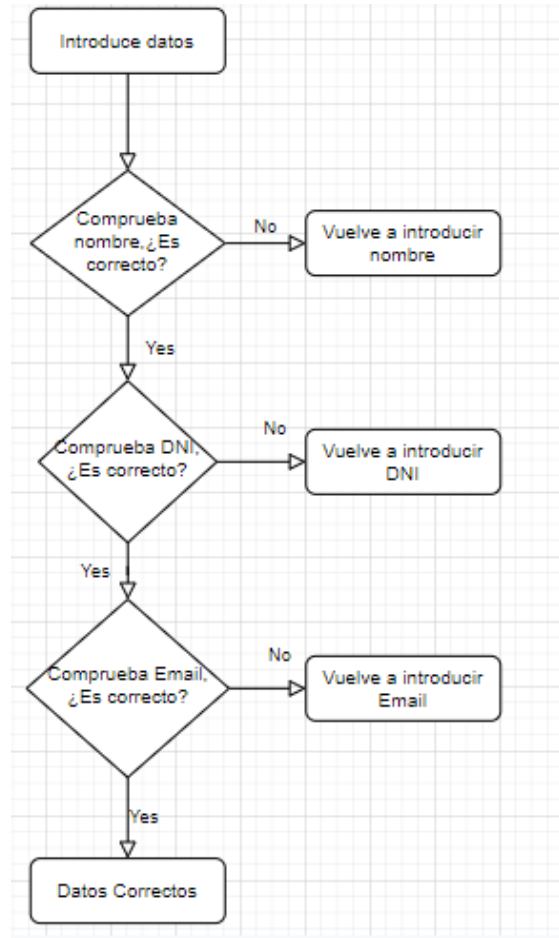 Introduce datos
Comprueba
nombre,¿Es
correcto?
No
Vuelve a introducir
nombre
Yes
Comprueba DNI,
¿Es correcto?
No
Vuelve a introducir
DNI
Yes
Comprueba Email,
¿Es correcto?
No
Vuelve a introducir
Email
Yes
Datos Correctos